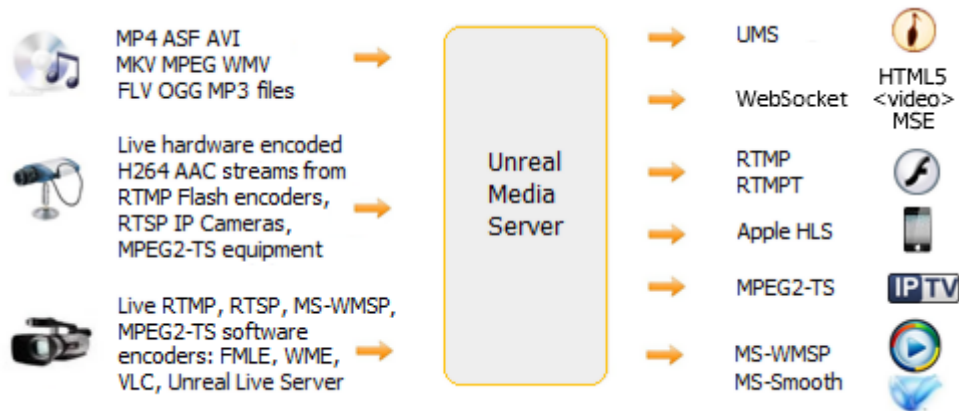 MP4 ASF AVI
MKV MPEG WMV
FLV OGG MP3 files
Live hardware encoded
H264 AAC streams from
RTMP Flash encoders,
RTSP IP Cameras,
MPEG2-TS equipment
Live RTMP, RTSP, MS-WMSP,
MPEG2-TS software
encoders: FMLE, WME,
VLC, Unreal Live Server
Unreal
Media
Server
UMS
WebSocket
HTML5
<video>
MSE
RTMP
RTMPT
Apple HLS
MPEG2-TS
IPTV
MS-WMSP
MS-Smooth